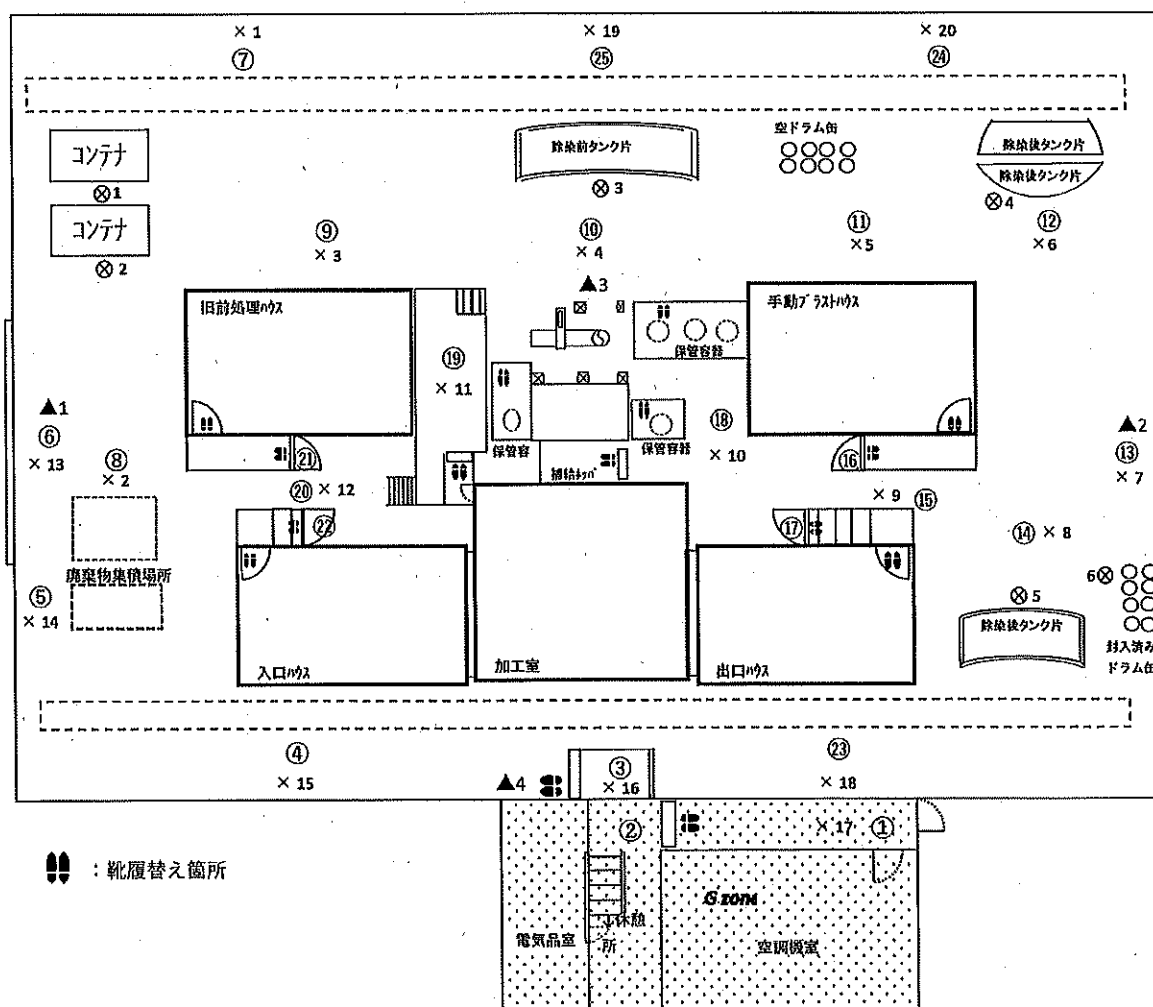 × 1
× 19
× 20
⑦
㉕
㉔
コンテナ
⊗1
コンテナ
⊗2
除染前タンク片
⊗3
空ドラム缶
除染後タンク片
除染後タンク片
⊗4
⑨
× 3
⑩
× 4
⑪
×5
⑫
× 6
▲3
旧前処理ハウス
手動ブラストハウス
保管容器
⑲
× 11
保管容
保管容器
⑱
× 10
補給ホッパ
▲1
⑥
× 13
⑧
× 2
㉑
⑳
× 12
㉒
⑯
× 9
⑮
⑰
▲2
⑬
× 7
⑭ × 8
廃棄物集積場所
⑤
× 14
入口ハウス
加工室
出口ハウス
⊗5
除染後タンク片
6⊗
封入済み
ドラム缶
④
× 15
▲4
③
× 16
㉓
× 18
②
× 17
①
:靴履替え箇所
G ZONE
休憩
所
電気品室
空調機室